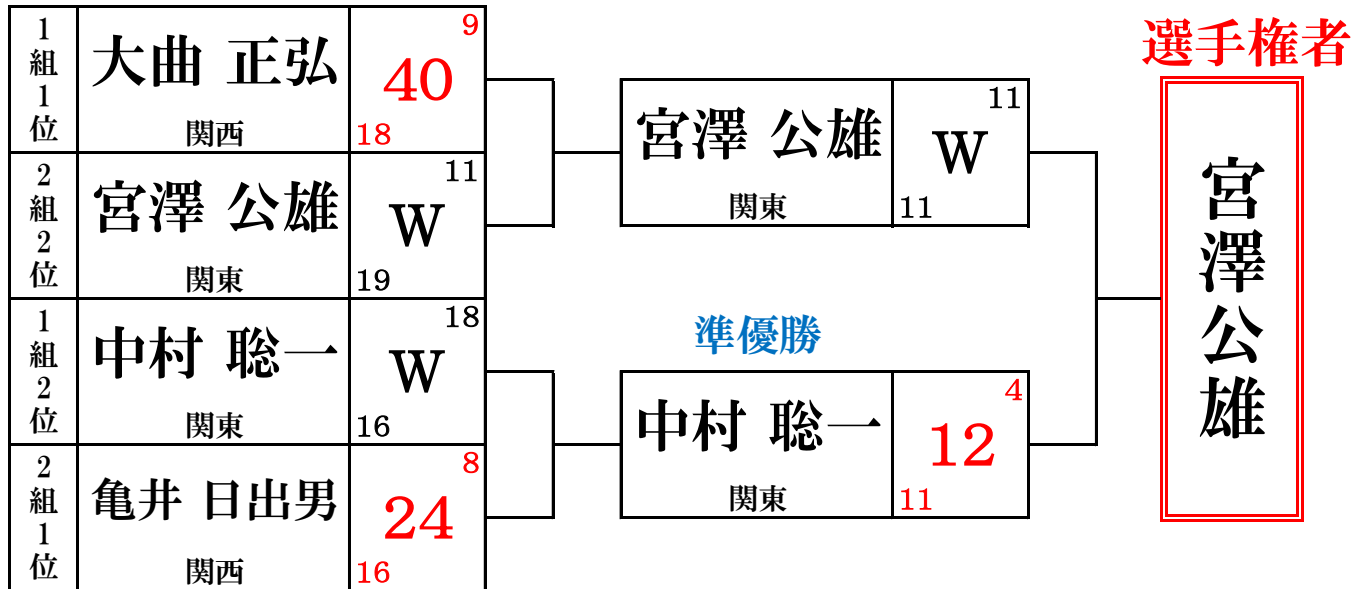 1組1位
大曲 正弘
関西
9
40
18
2組2位
宮澤 公雄
関東
11
W
19
1組2位
中村 聡一
関東
18
W
16
2組1位
亀井 日出男
関西
8
24
16
宮澤 公雄
関東
11
W
11
準優勝
中村 聡一
関東
4
12
11
選手権者
宮澤公雄